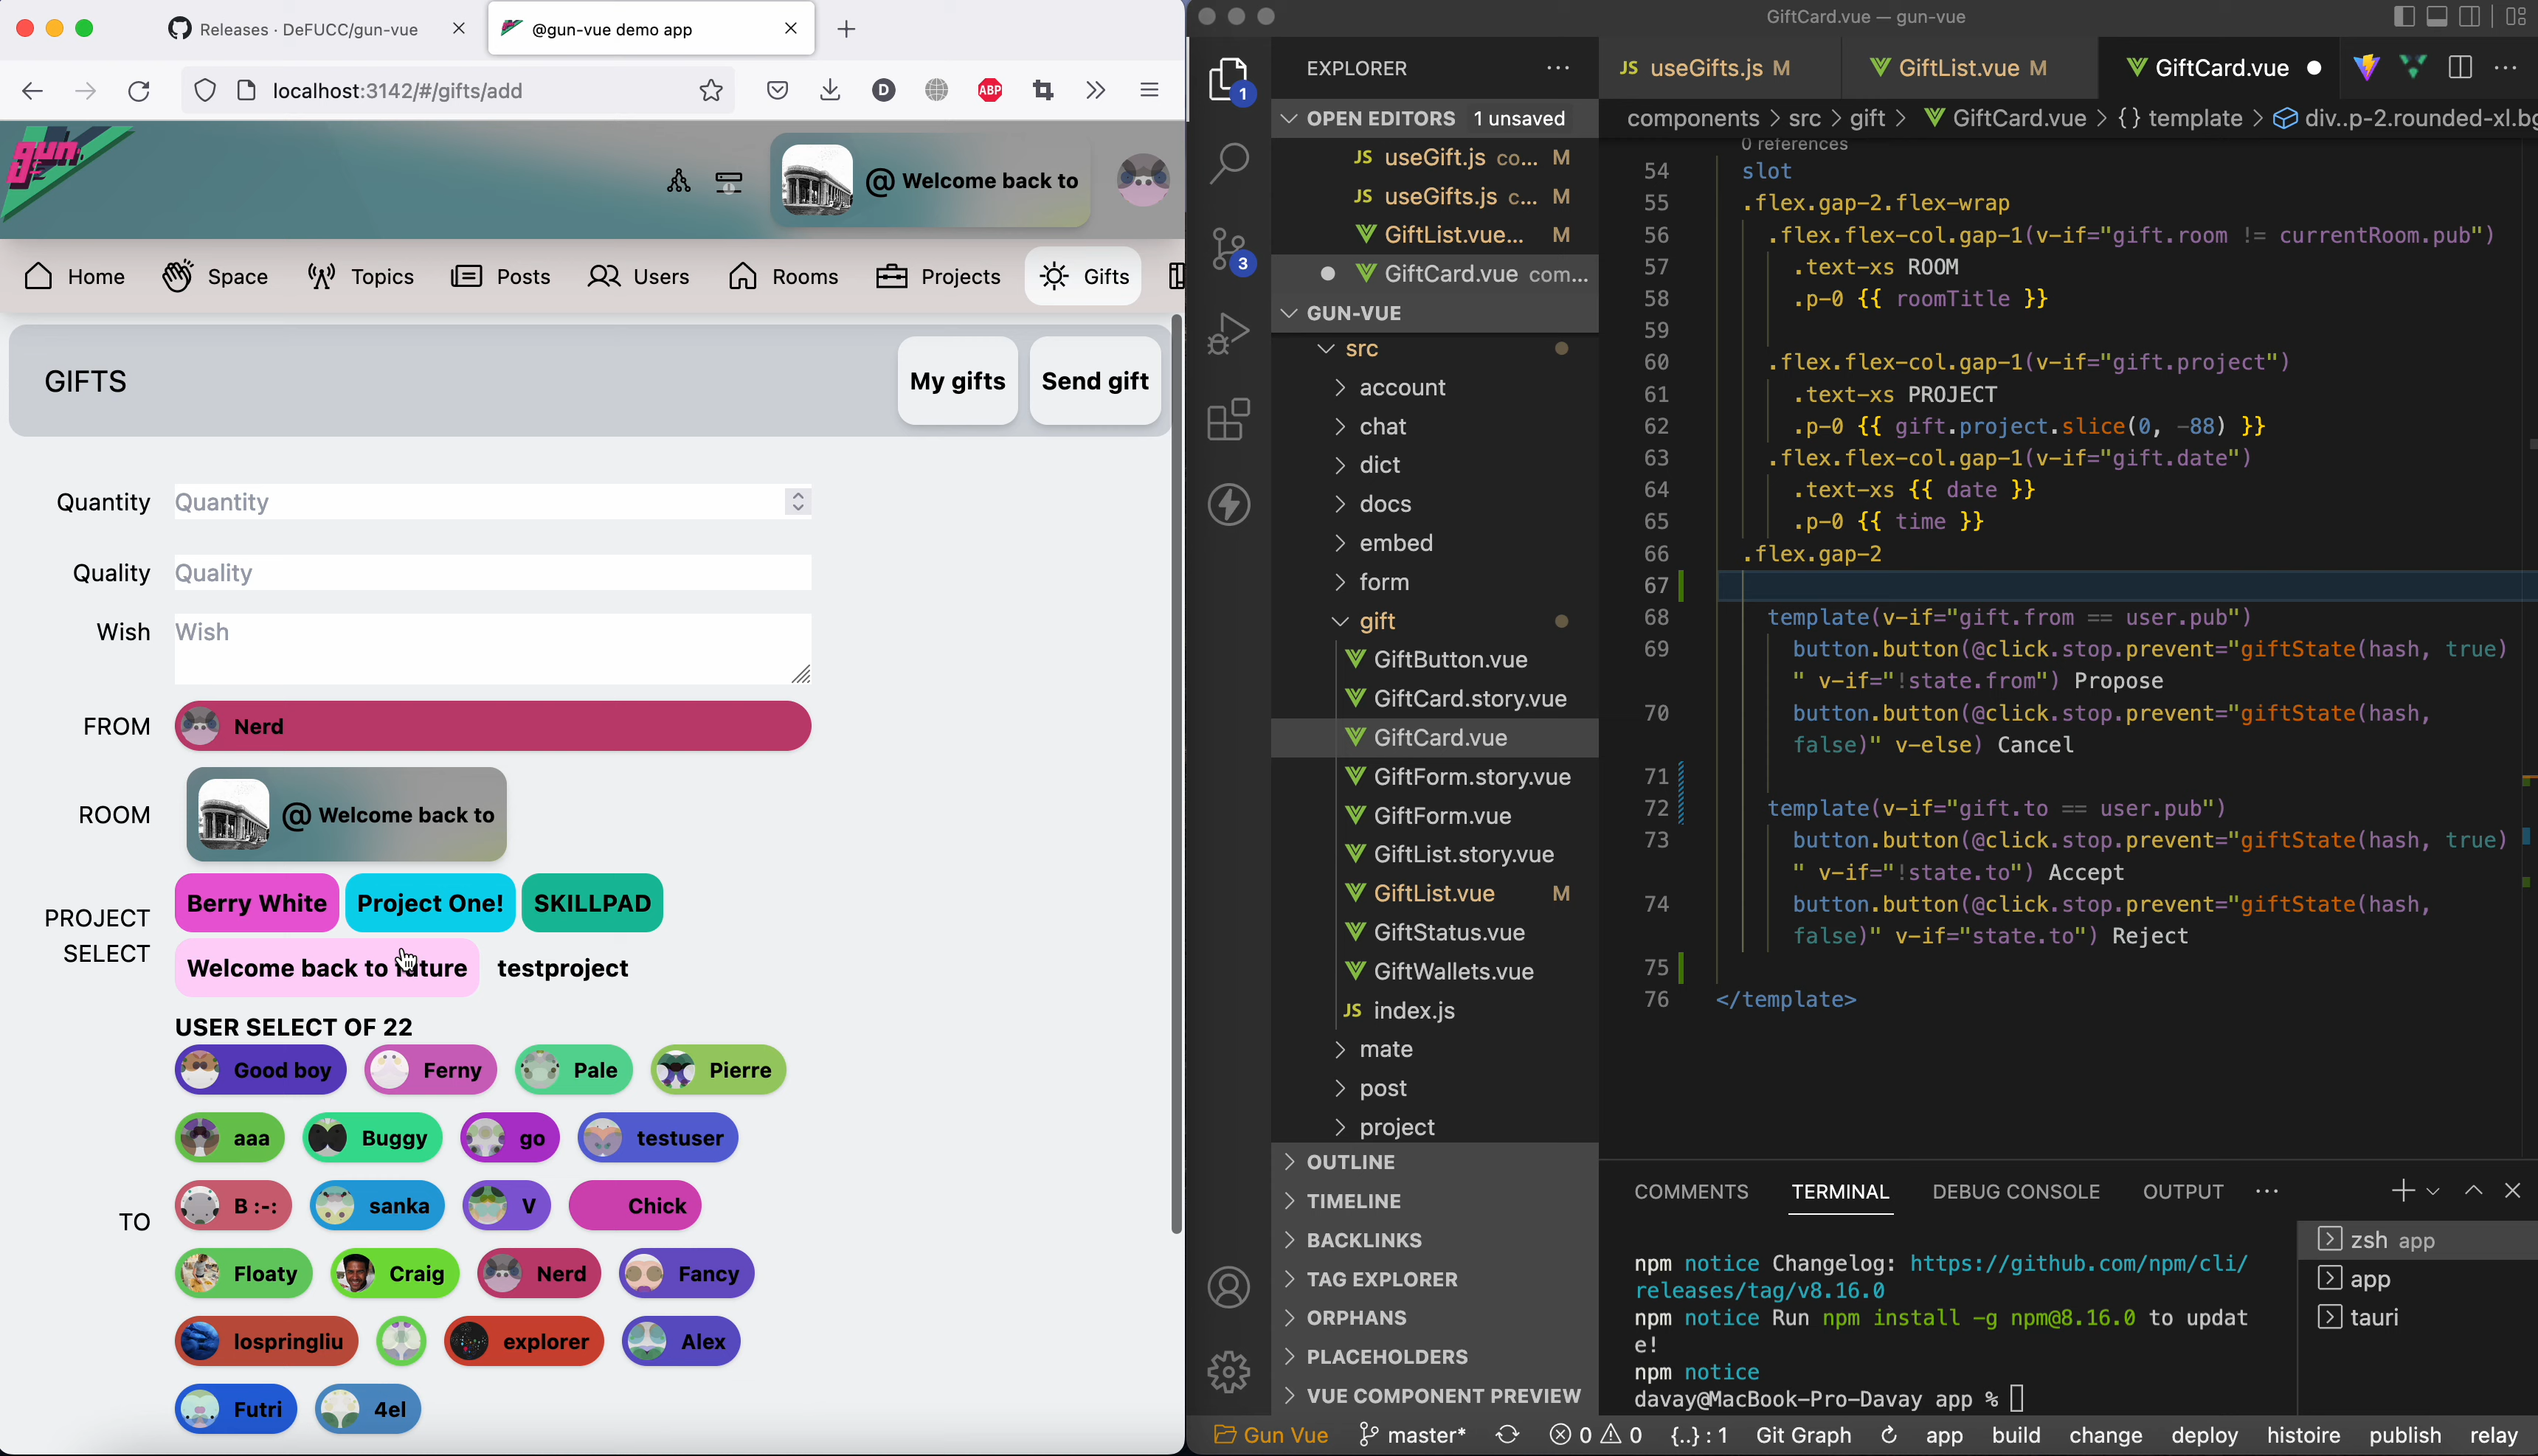 Releases · DeFUCC/gun-vue
@gun-vue demo app
localhost:3142/#/gifts/add
D
ABP
gun
@ Welcome back to
Home
Space
Topics
Posts
Users
Rooms
Projects
Gifts
GIFTS
My gifts
Send gift
Quantity
Quantity
Quality
Quality
Wish
Wish
FROM
Nerd
ROOM
@ Welcome back to
PROJECT
SELECT
Berry White
Project One!
SKILLPAD
Welcome back to future
testproject
USER SELECT OF 22
TO
Good boy
Ferny
Pale
Pierre
aaa
Buggy
go
testuser
B :-:
sanka
V
Chick
Floaty
Craig
Nerd
Fancy
lospringliu
explorer
Alex
Futri
4el
GiftCard.vue — gun-vue
1
3
EXPLORER
OPEN EDITORS 1 unsaved
JS useGift.js co... M
JS useGifts.js c... M
GiftList.vue... M
GiftCard.vue com...
GUN-VUE
src
account
chat
dict
docs
embed
form
gift
GiftButton.vue
GiftCard.story.vue
GiftCard.vue
GiftForm.story.vue
GiftForm.vue
GiftList.story.vue
GiftList.vue M
GiftStatus.vue
GiftWallets.vue
JS index.js
mate
post
project
OUTLINE
TIMELINE
BACKLINKS
TAG EXPLORER
ORPHANS
PLACEHOLDERS
VUE COMPONENT PREVIEW
JS useGifts.js M
GiftList.vue M
GiftCard.vue
components > src > gift > GiftCard.vue > {} template > div..p-2.rounded-xl.bg
0 references
54 slot
55 .flex.gap-2.flex-wrap
56 .flex.flex-col.gap-1(v-if="gift.room != currentRoom.pub")
57 .text-xs ROOM
58 .p-0 {{ roomTitle }}
59
60 .flex.flex-col.gap-1(v-if="gift.project")
61 .text-xs PROJECT
62 .p-0 {{ gift.project.slice(0, -88) }}
63 .flex.flex-col.gap-1(v-if="gift.date")
64 .text-xs {{ date }}
65 .p-0 {{ time }}
66 .flex.gap-2
67
68 template(v-if="gift.from == user.pub")
69 button.button(@click.stop.prevent="giftState(hash, true)
" v-if="!state.from") Propose
70 button.button(@click.stop.prevent="giftState(hash,
false)" v-else) Cancel
71
72 template(v-if="gift.to == user.pub")
73 button.button(@click.stop.prevent="giftState(hash, true)
" v-if="!state.to") Accept
74 button.button(@click.stop.prevent="giftState(hash,
false)" v-if="state.to") Reject
75
76 </template>
COMMENTS
TERMINAL
DEBUG CONSOLE
OUTPUT
npm notice Changelog: https://github.com/npm/cli/
releases/tag/v8.16.0
npm notice Run npm install -g npm@8.16.0 to updat
e!
npm notice
davay@MacBook-Pro-Davay app %
zsh app
app
tauri
Gun Vue
master*
0
0
{..} : 1
Git Graph
app
build
change
deploy
histoire
publish
relay